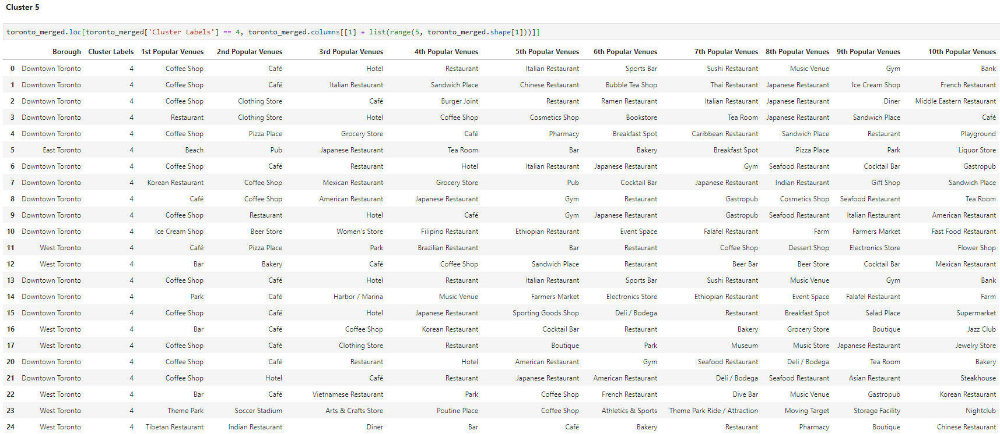 Cluster 5
toronto_merged.loc[toronto_merged['Cluster Labels'] == 4, toronto_merged.columns[[1] + list(range(5, toronto_merged.shape[1]))]]
Borough Cluster Labels 1st Popular Venues 2nd Popular Venues 3rd Popular Venues 4th Popular Venues 5th Popular Venues 6th Popular Venues 7th Popular Venues 8th Popular Venues 9th Popular Venues 10th Popular Venues
0 Downtown Toronto 4 Coffee Shop Café Hotel Restaurant Italian Restaurant Sports Bar Sushi Restaurant Music Venue Gym Bank
1 Downtown Toronto 4 Coffee Shop Café Italian Restaurant Sandwich Place Chinese Restaurant Bubble Tea Shop Thai Restaurant Japanese Restaurant Ice Cream Shop French Restaurant
2 Downtown Toronto 4 Coffee Shop Clothing Store Café Burger Joint Restaurant Ramen Restaurant Italian Restaurant Japanese Restaurant Diner Middle Eastern Restaurant
3 Downtown Toronto 4 Restaurant Clothing Store Hotel Coffee Shop Cosmetics Shop Bookstore Tea Room Japanese Restaurant Sandwich Place Café
4 Downtown Toronto 4 Coffee Shop Pizza Place Grocery Store Café Pharmacy Breakfast Spot Caribbean Restaurant Sandwich Place Restaurant Playground
5 East Toronto 4 Beach Pub Japanese Restaurant Tea Room Bar Bakery Breakfast Spot Pizza Place Park Liquor Store
6 Downtown Toronto 4 Coffee Shop Café Restaurant Hotel Italian Restaurant Japanese Restaurant Gym Seafood Restaurant Cocktail Bar Gastropub
7 Downtown Toronto 4 Korean Restaurant Coffee Shop Mexican Restaurant Grocery Store Pub Cocktail Bar Japanese Restaurant Indian Restaurant Gift Shop Sandwich Place
8 Downtown Toronto 4 Café Coffee Shop American Restaurant Japanese Restaurant Gym Restaurant Gastropub Cosmetics Shop Seafood Restaurant Tea Room
9 Downtown Toronto 4 Coffee Shop Restaurant Hotel Café Gym Japanese Restaurant Gastropub Seafood Restaurant Italian Restaurant American Restaurant
10 Downtown Toronto 4 Ice Cream Shop Beer Store Women's Store Filipino Restaurant Ethiopian Restaurant Event Space Falafel Restaurant Farm Farmers Market Fast Food Restaurant
11 West Toronto 4 Café Pizza Place Park Brazilian Restaurant Bar Restaurant Coffee Shop Dessert Shop Electronics Store Flower Shop
12 West Toronto 4 Bar Bakery Café Coffee Shop Sandwich Place Restaurant Beer Bar Beer Store Cocktail Bar Mexican Restaurant
13 Downtown Toronto 4 Coffee Shop Café Hotel Restaurant Italian Restaurant Sports Bar Sushi Restaurant Music Venue Gym Bank
14 Downtown Toronto 4 Park Café Harbor / Marina Music Venue Farmers Market Electronics Store Ethiopian Restaurant Event Space Falafel Restaurant Farm
15 Downtown Toronto 4 Coffee Shop Café Hotel Japanese Restaurant Sporting Goods Shop Deli / Bodega Restaurant Breakfast Spot Salad Place Supermarket
16 West Toronto 4 Bar Café Coffee Shop Korean Restaurant Cocktail Bar Restaurant Bakery Grocery Store Boutique Jazz Club
17 West Toronto 4 Coffee Shop Café Clothing Store Restaurant Boutique Park Museum Music Store Japanese Restaurant Jewelry Store
20 Downtown Toronto 4 Coffee Shop Café Restaurant Hotel American Restaurant Gym Seafood Restaurant Deli / Bodega Tea Room Bakery
21 Downtown Toronto 4 Coffee Shop Hotel Café Restaurant Japanese Restaurant American Restaurant Deli / Bodega Seafood Restaurant Asian Restaurant Steakhouse
22 West Toronto 4 Bar Café Vietnamese Restaurant Park Coffee Shop French Restaurant Dive Bar Music Venue Gastropub Korean Restaurant
23 West Toronto 4 Theme Park Soccer Stadium Arts & Crafts Store Poutine Place Coffee Shop Athletics & Sports Theme Park Ride / Attraction Moving Target Storage Facility Nightclub
24 West Toronto 4 Tibetan Restaurant Indian Restaurant Diner Bar Café Bakery Restaurant Pharmacy Boutique Chinese Restaurant